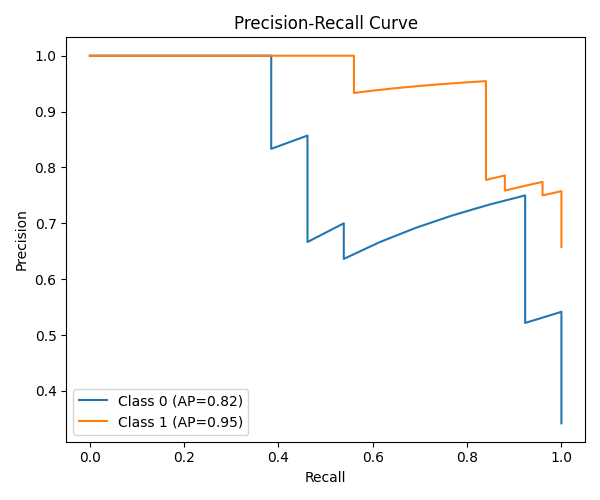 Precision-Recall Curve
1.0
0.9
0.8
0.7
0.6
0.5
0.4
Precision
Class 0 (AP=0.82)
Class 1 (AP=0.95)
0.0 0.2 0.4 0.6 0.8 1.0
Recall